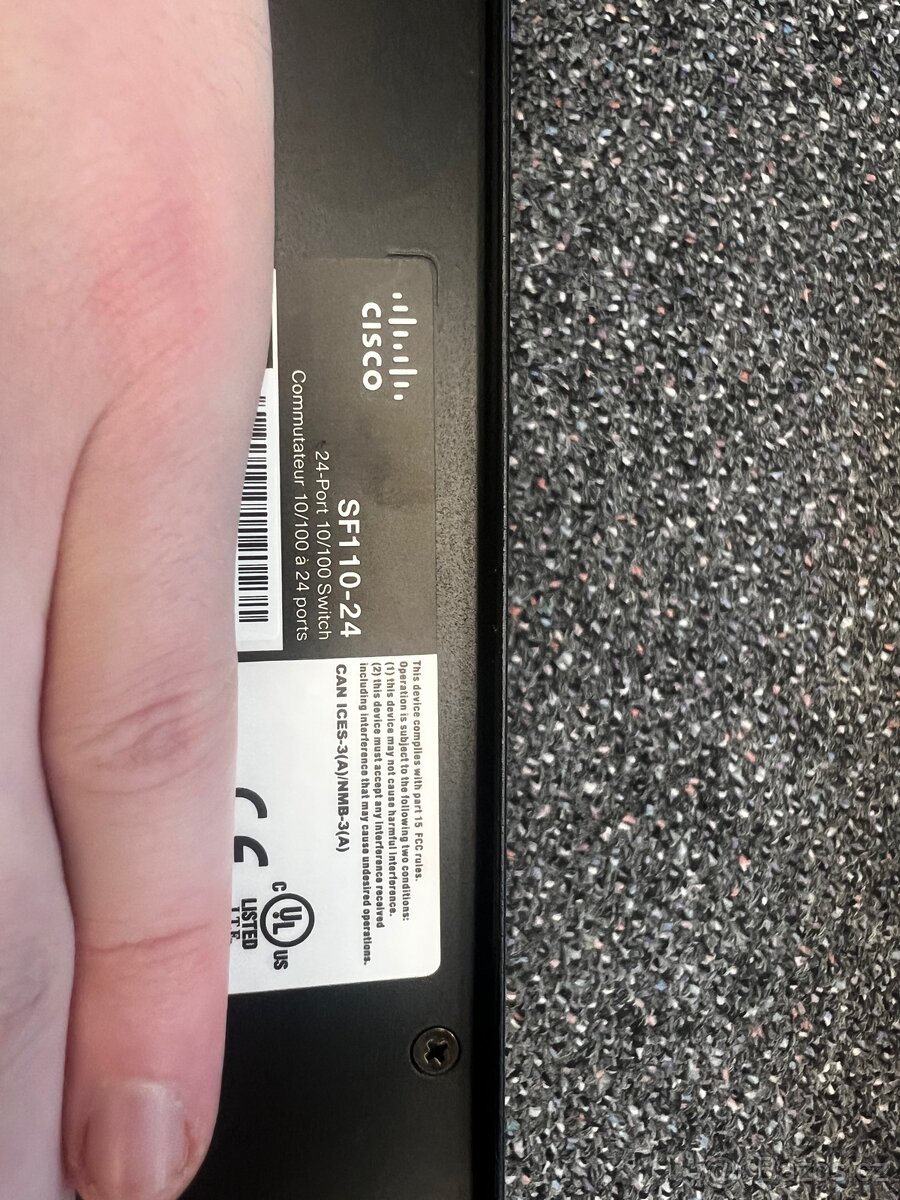 CISCO
SF110-24
24-Port 10/100 Switch
Commutateur 10/100 à 24 ports
This device complies with part 15 FCC rules.
Operation is subject to the following two conditions:
(1) this device may not cause harmful interference.
(2) this device must accept any interference received
including interference that may cause undesired operations.
CAN ICES-3(A)/NMB-3(A)
CE
C UL US
LISTED
I.T.E.